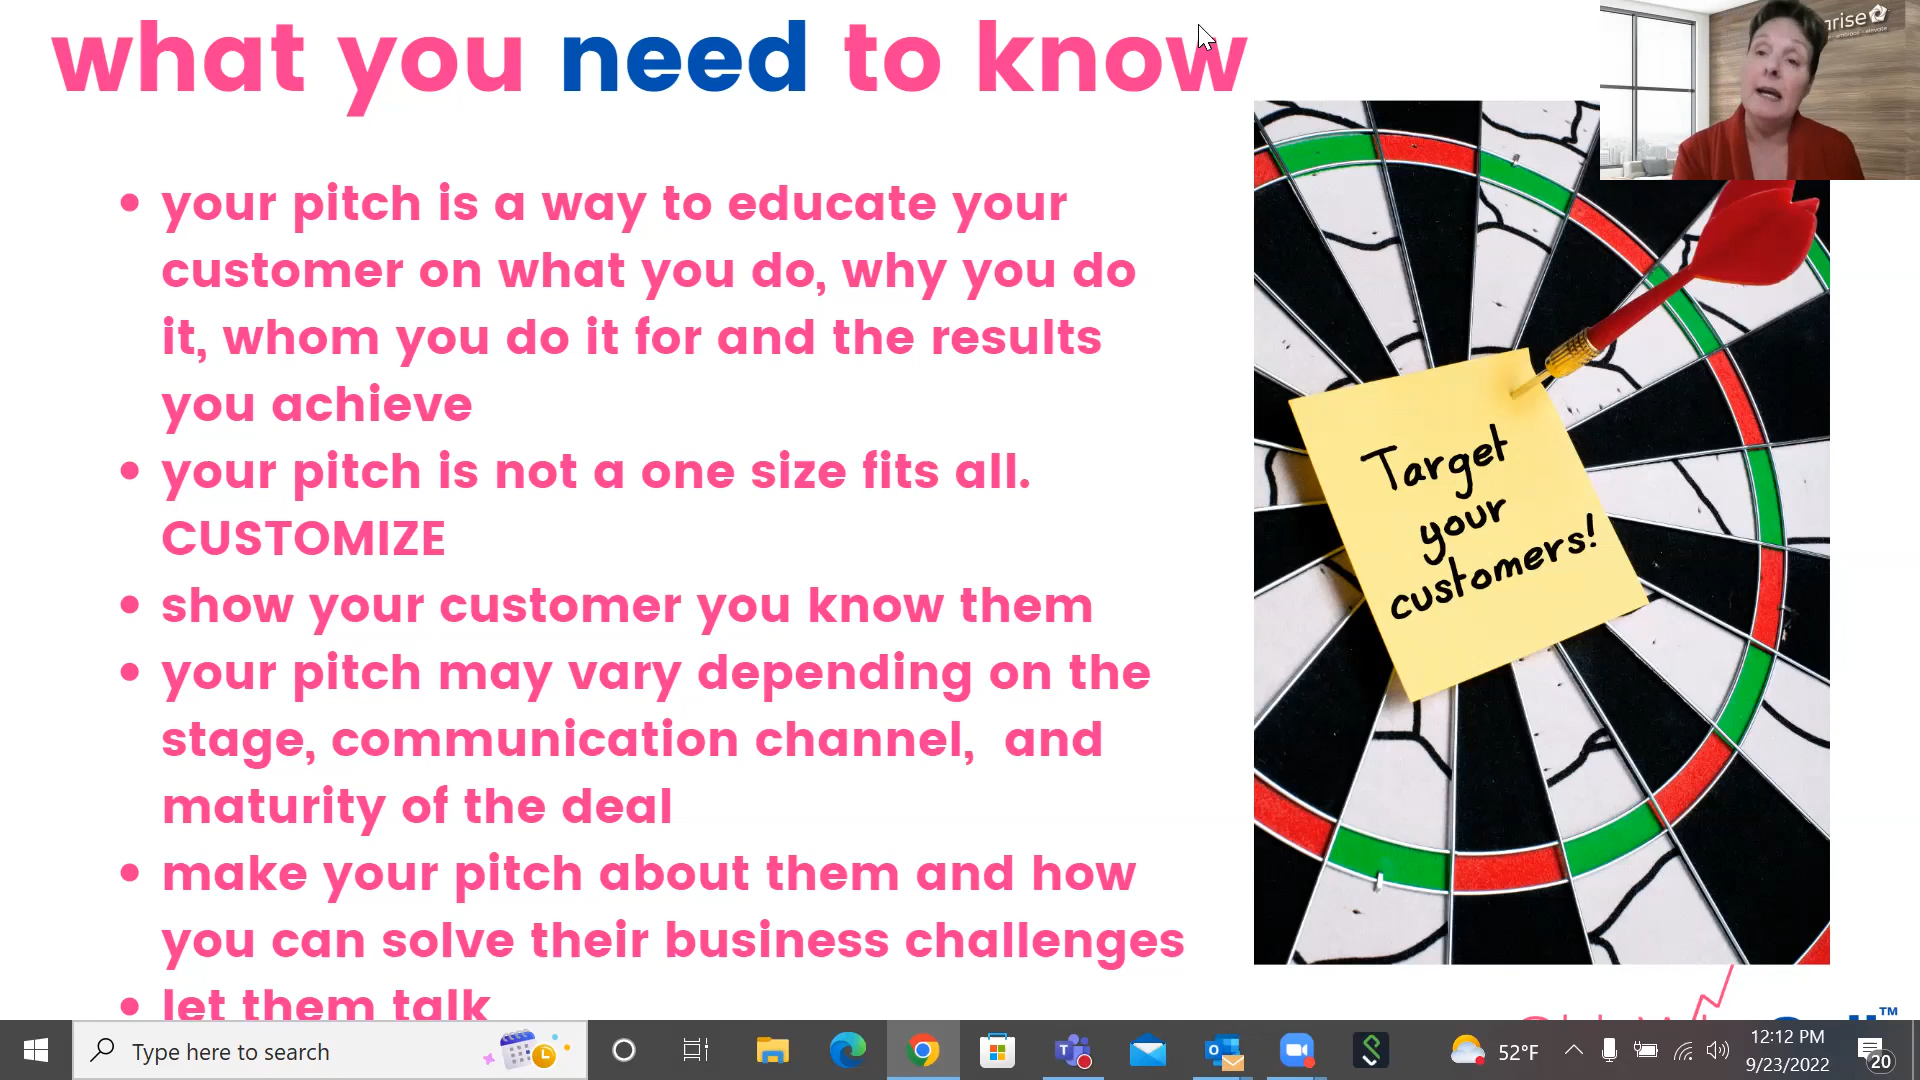 what you need to know
arise
• your pitch is a way to educate your
customer on what you do, why you do
it, whom you do it for and the results
you achieve
• your pitch is not a one size fits all.
CUSTOMIZE
• show your customer you know them
• your pitch may vary depending on the
stage, communication channel,  and
maturity of the deal
• make your pitch about them and how
you can solve their business challenges
• let them talk
Target
your
customers!
TM
Type here to search
52°F
12:12 PM
9/23/2022
20